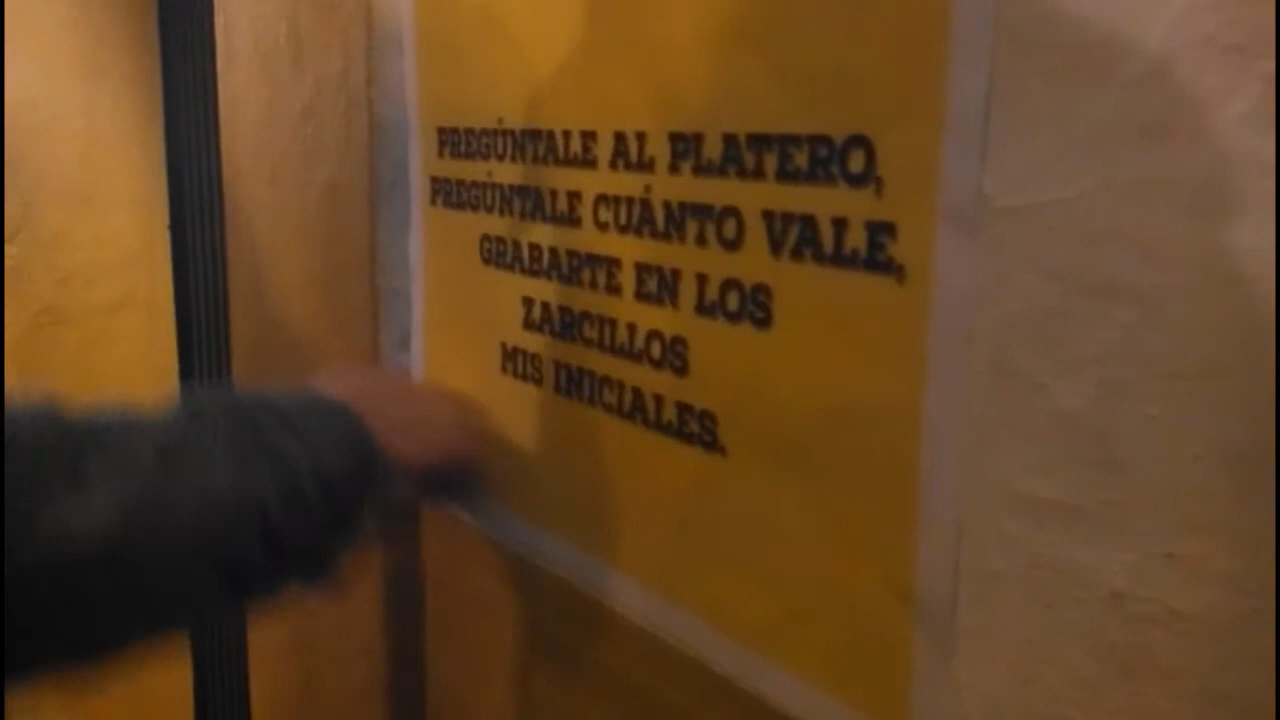 PREGÚNTALE AL PLATERO,
PREGÚNTALE CUÁNTO VALE,
GRABARTE EN LOS
ZARCILLOS
MIS INICIALES.